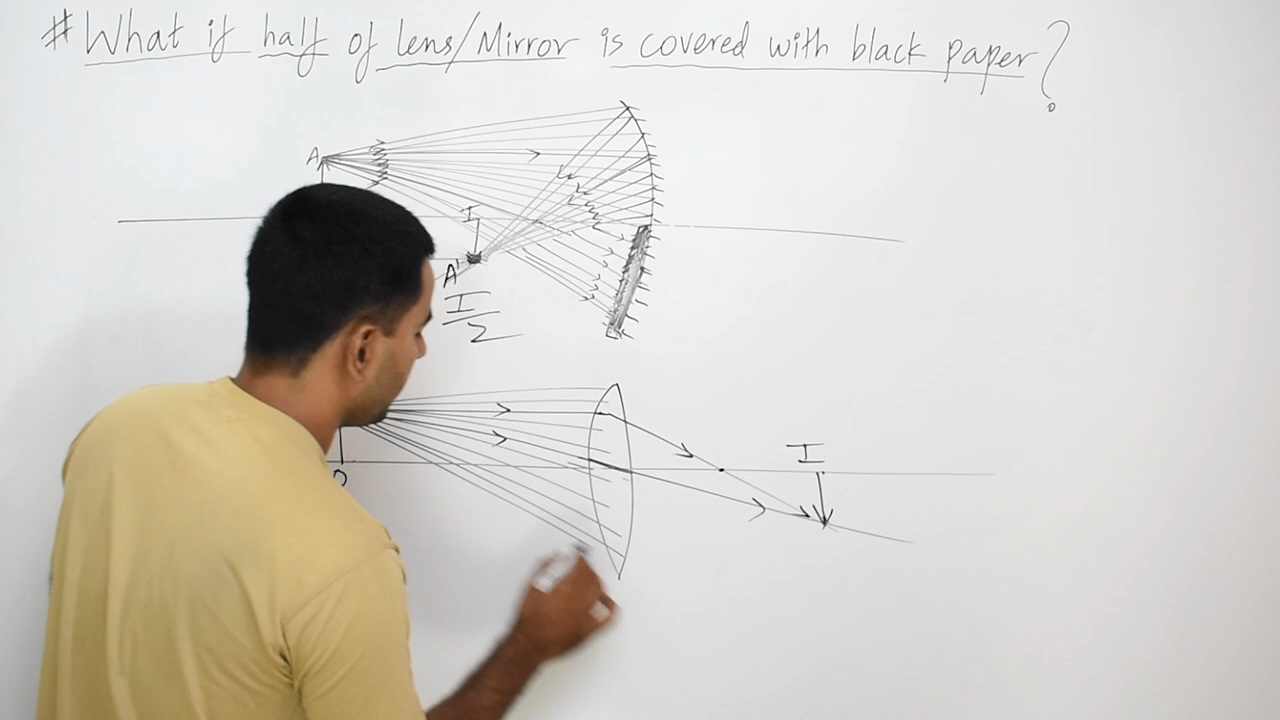 # What if half of lens/Mirror is covered with black paper?
A
I
A'
I/2
I
O